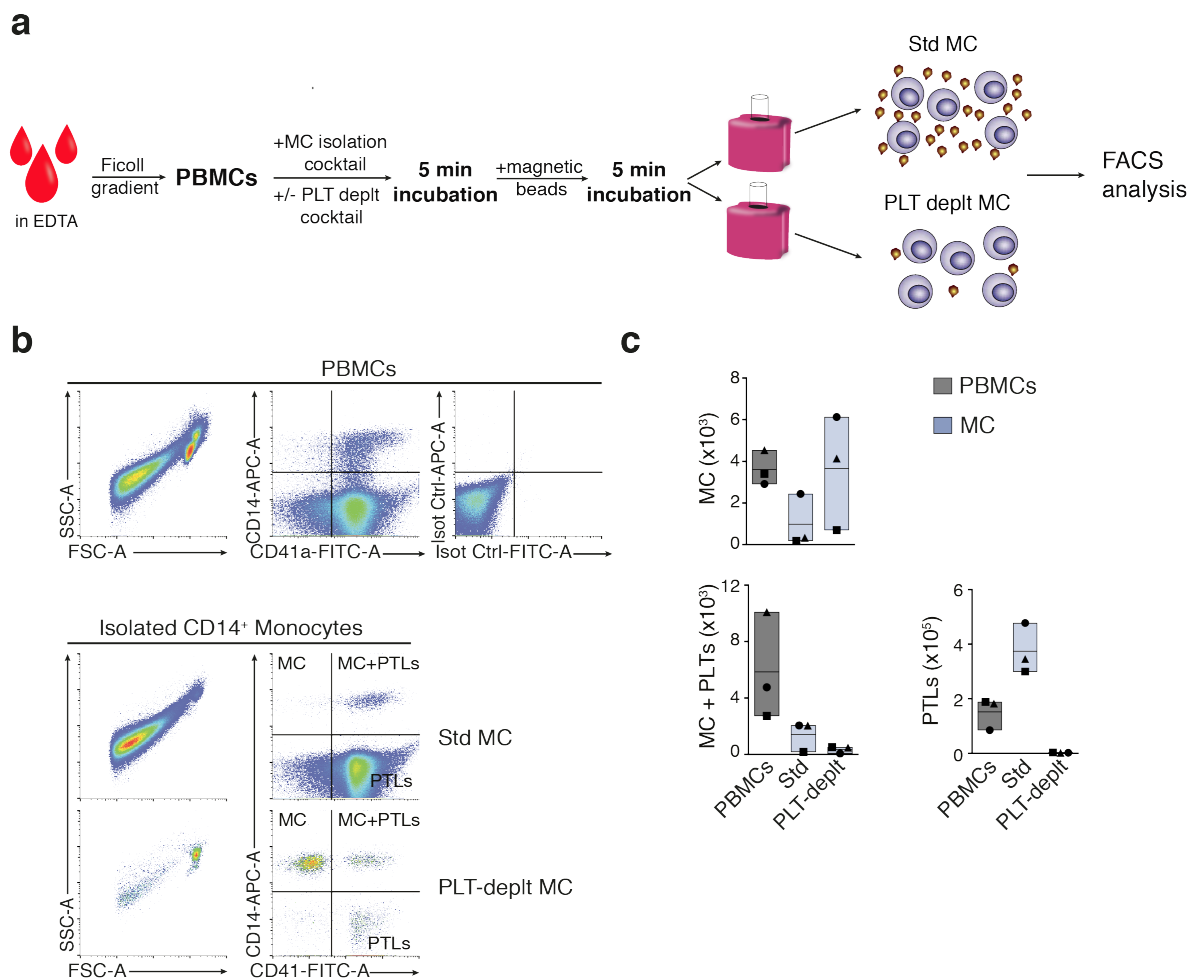 a
in EDTA
Ficoll
gradient
PBMCs
+MC isolation
cocktail
+/- PLT deplt
cocktail
5 min
incubation
+magnetic
beads
5 min
incubation
Std MC
PLT deplt MC
FACS
analysis
b
PBMCs
SSC-A
FSC-A
CD14-APC-A
CD41a-FITC-A
Isot Ctrl-APC-A
Isot Ctrl-FITC-A
Isolated CD14⁺ Monocytes
SSC-A
FSC-A
CD14-APC-A
CD41-FITC-A
MC
MC+PTLs
PTLs
Std MC
MC
MC+PTLs
PTLs
PLT-deplt MC
c
PBMCs
MC
MC (x10³)
8
6
4
2
0
MC + PLTs (x10³)
12
8
4
0
PBMCs
Std
PLT-deplt
PTLs (x10⁵)
6
4
2
0
PBMCs
Std
PLT-deplt